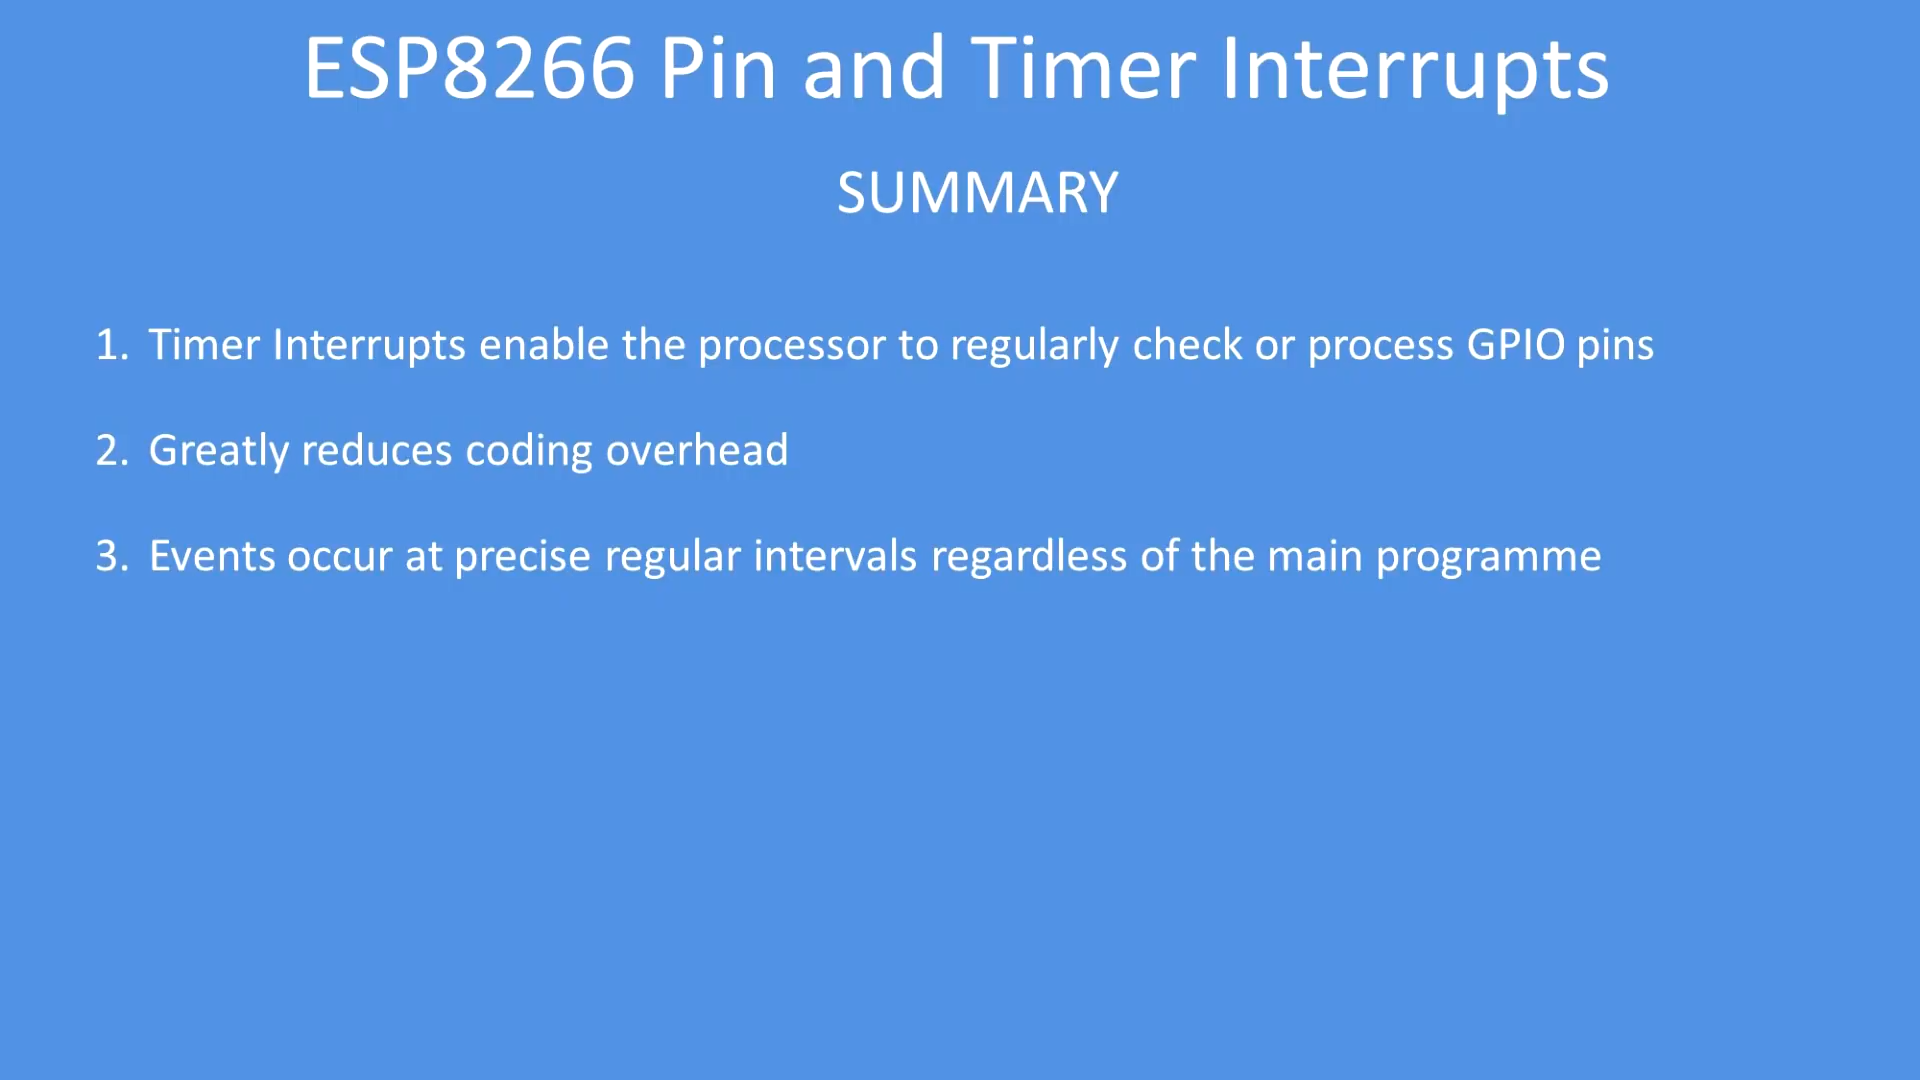 ESP8266 Pin and Timer Interrupts
SUMMARY
1. Timer Interrupts enable the processor to regularly check or process GPIO pins
2. Greatly reduces coding overhead
3. Events occur at precise regular intervals regardless of the main programme